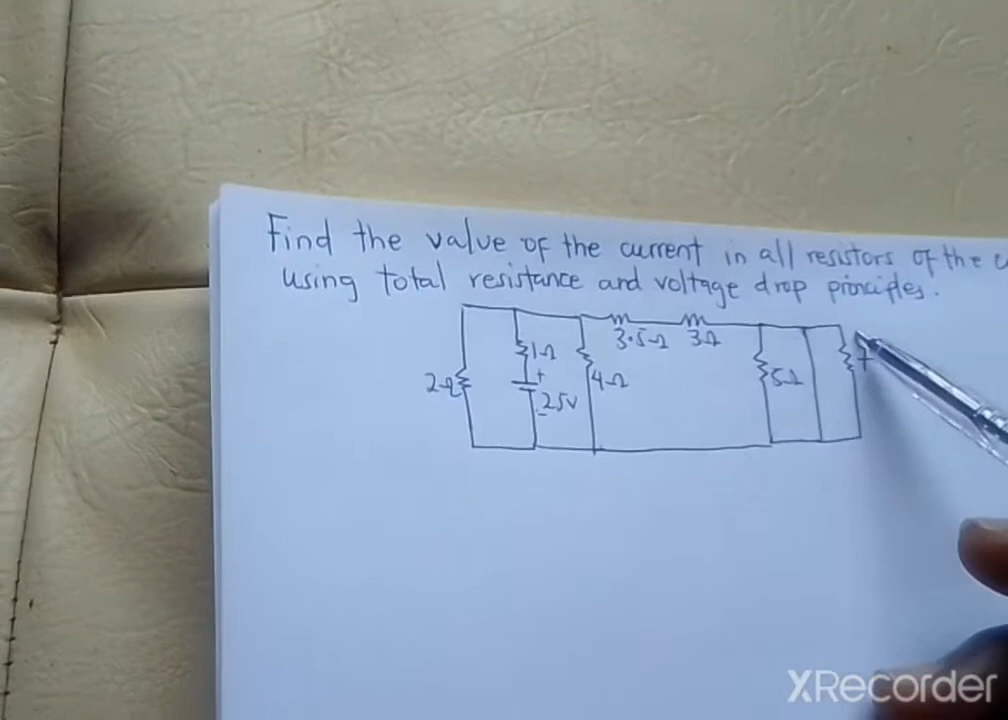 Find the value of the current in all resistors of the
using total resistance and voltage drop principles.
3.5Ω 3Ω
1Ω
+
2Ω
4Ω
5Ω
25V
-
XRecorder